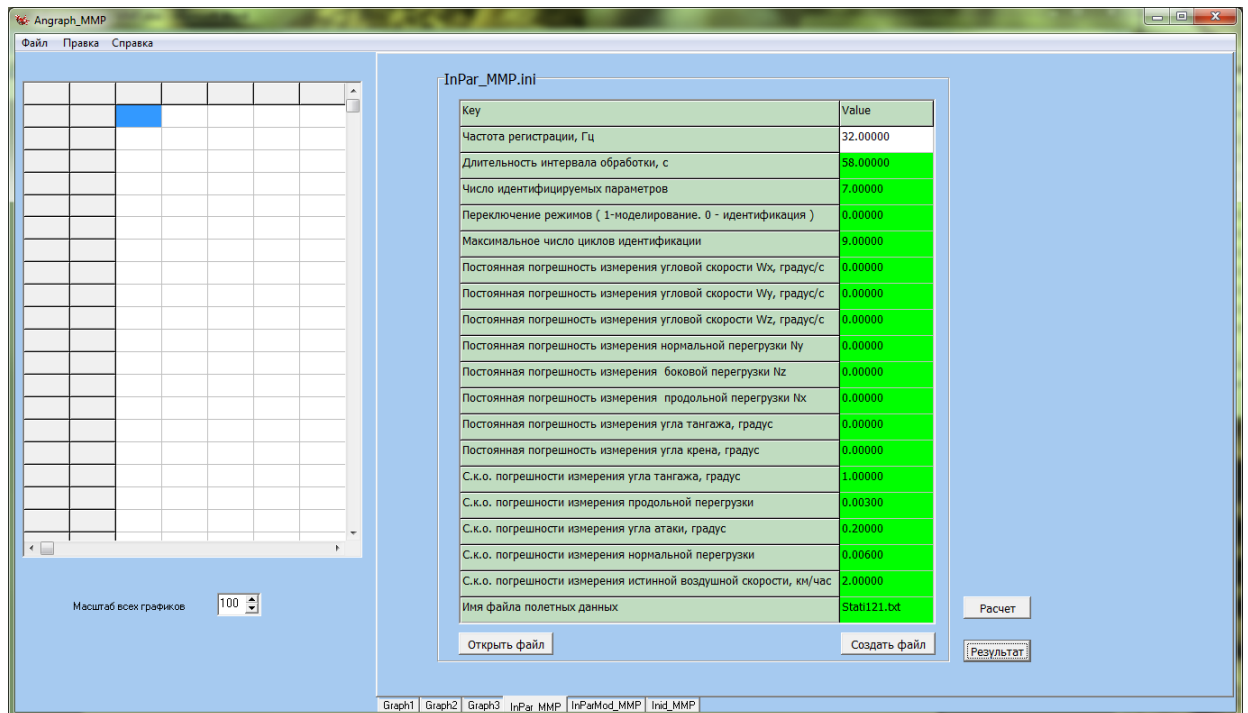 Angraph_MMP
Файл Правка Справка
InPar_MMP.ini
Key Value
Частота регистрации, Гц 32.00000
Длительность интервала обработки, с 58.00000
Число идентифицируемых параметров 7.00000
Переключение режимов ( 1-моделирование. 0 - идентификация ) 0.00000
Максимальное число циклов идентификации 9.00000
Постоянная погрешность измерения угловой скорости Wx, градус/с 0.00000
Постоянная погрешность измерения угловой скорости Wy, градус/с 0.00000
Постоянная погрешность измерения угловой скорости Wz, градус/с 0.00000
Постоянная погрешность измерения нормальной перегрузки Ny 0.00000
Постоянная погрешность измерения боковой перегрузки Nz 0.00000
Постоянная погрешность измерения продольной перегрузки Nx 0.00000
Постоянная погрешность измерения угла тангажа, градус 0.00000
Постоянная погрешность измерения угла крена, градус 0.00000
С.к.о. погрешности измерения угла тангажа, градус 1.00000
С.к.о. погрешности измерения продольной перегрузки 0.00300
С.к.о. погрешности измерения угла атаки, градус 0.20000
С.к.о. погрешности измерения нормальной перегрузки 0.00600
С.к.о. погрешности измерения истинной воздушной скорости, км/час 2.00000
Имя файла полетных данных Stati121.txt
Масштаб всех графиков 100
Расчет
Открыть файл Создать файл
Результат
Graph1 Graph2 Graph3 InPar_MMP InParMod_MMP Inid_MMP